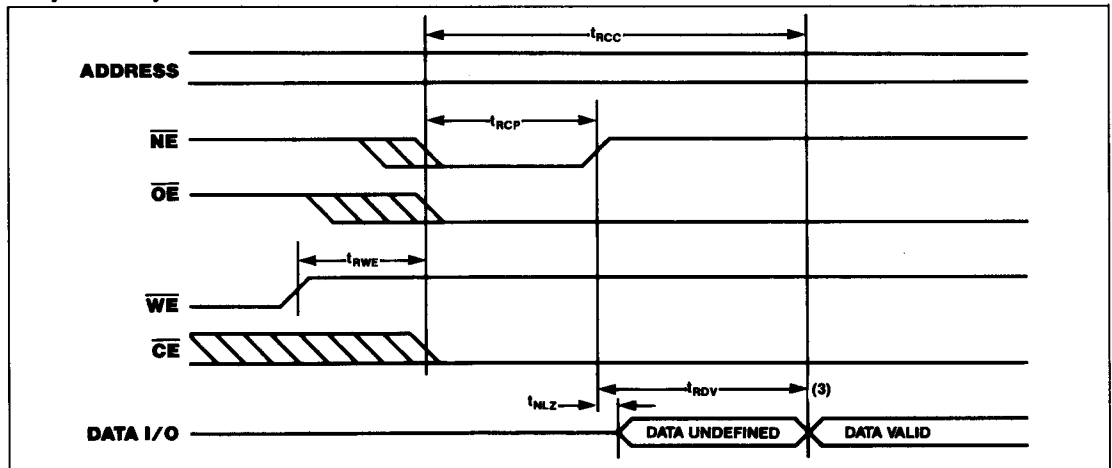 tRCC
ADDRESS
tRCP
NE
OE
tRWE
WE
CE
tRDV (3)
tNLZ
DATA I/O DATA UNDEFINED DATA VALID